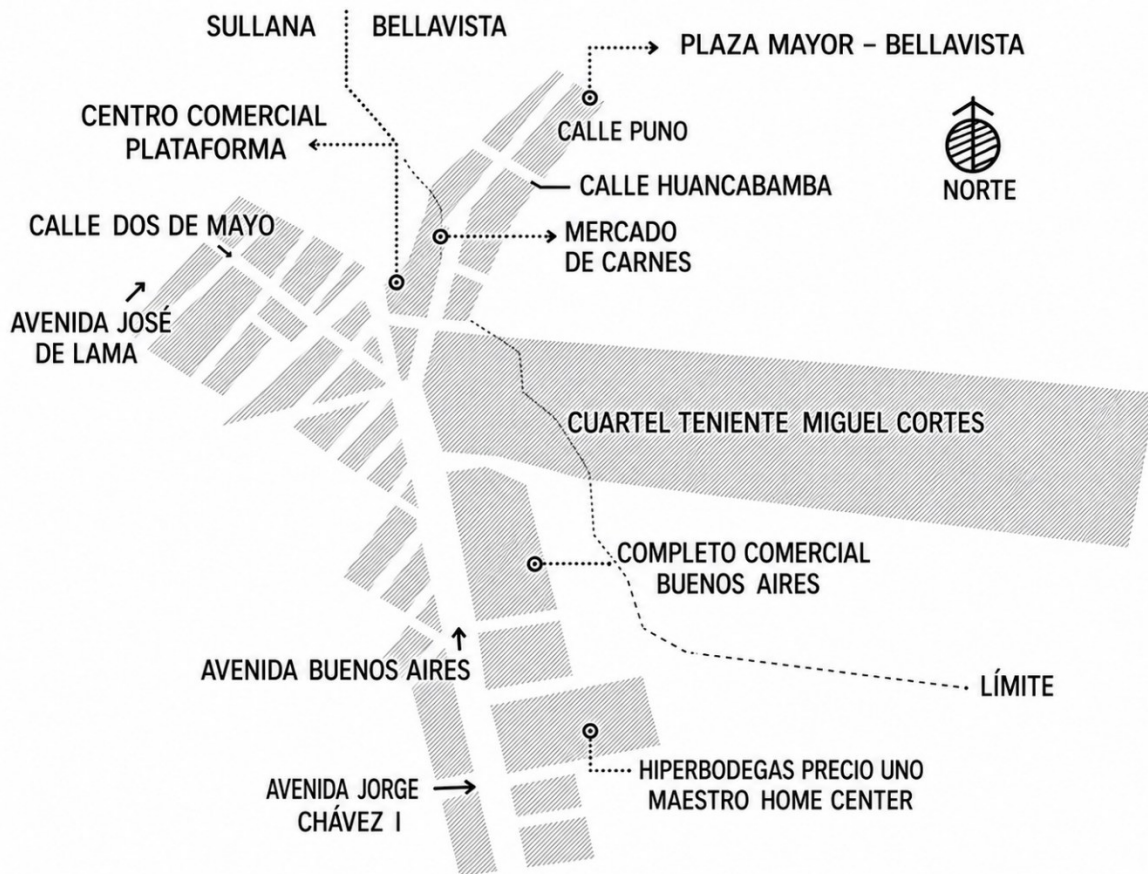 SULLANA
BELLAVISTA
PLAZA MAYOR – BELLAVISTA
CENTRO COMERCIAL
PLATAFORMA
CALLE PUNO
NORTE
CALLE HUANCABAMBA
CALLE DOS DE MAYO
MERCADO
DE CARNES
AVENIDA JOSÉ
DE LAMA
CUARTEL TENIENTE MIGUEL CORTES
COMPLETO COMERCIAL
BUENOS AIRES
AVENIDA BUENOS AIRES
LÍMITE
HIPERBODEGAS PRECIO UNO
MAESTRO HOME CENTER
AVENIDA JORGE
CHÁVEZ I